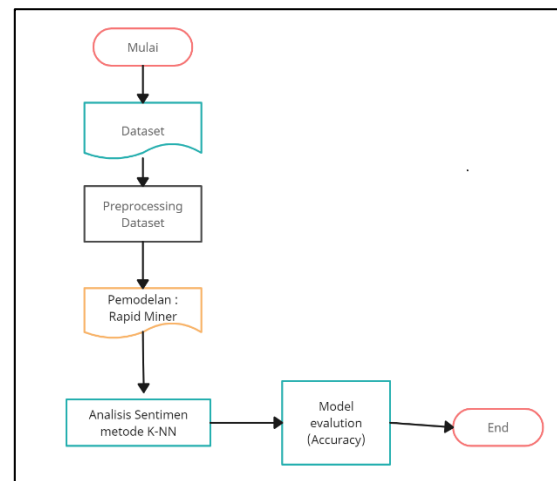 Mulai
Dataset
Preprocessing
Dataset
Pemodelan :
Rapid Miner
Analisis Sentimen
metode K-NN
Model
evalution
(Accuracy)
End